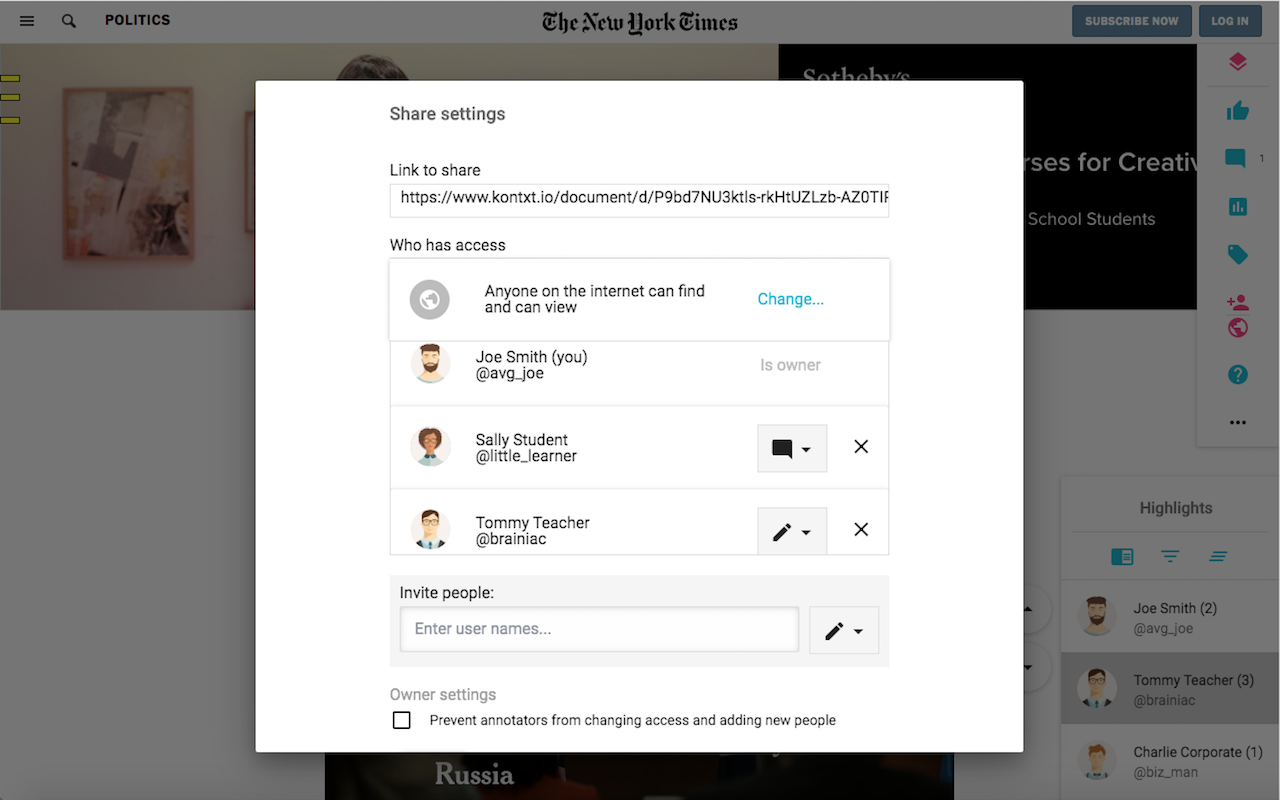 POLITICS
The New York Times
SUBSCRIBE NOW
LOG IN
Sotheby's
rses for Creativ
School Students
1
Share settings
Link to share
https://www.kontxt.io/document/d/P9bd7NU3ktls-rkHtUZLzb-AZ0TIF
Who has access
Anyone on the internet can find
and can view
Change...
Joe Smith (you)
@avg_joe
Is owner
Sally Student
@little_learner
Tommy Teacher
@brainiac
Invite people:
Enter user names...
Owner settings
Prevent annotators from changing access and adding new people
Highlights
Joe Smith (2)
@avg_joe
Tommy Teacher (3)
@brainiac
Charlie Corporate (1)
@biz_man
Russia